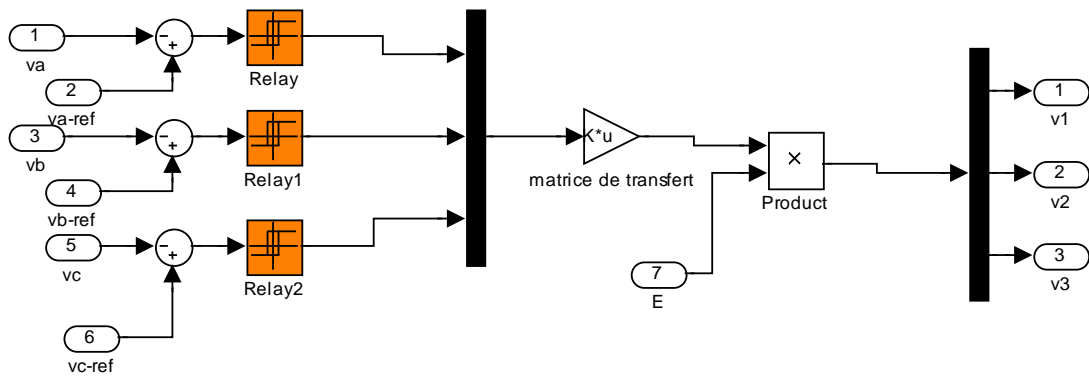 1
va
- +
Relay
2
va-ref
3
vb
- +
Relay1
4
vb-ref
5
vc
- +
Relay2
6
vc-ref
K*u
matrice de transfert
×
Product
7
E
1
v1
2
v2
3
v3